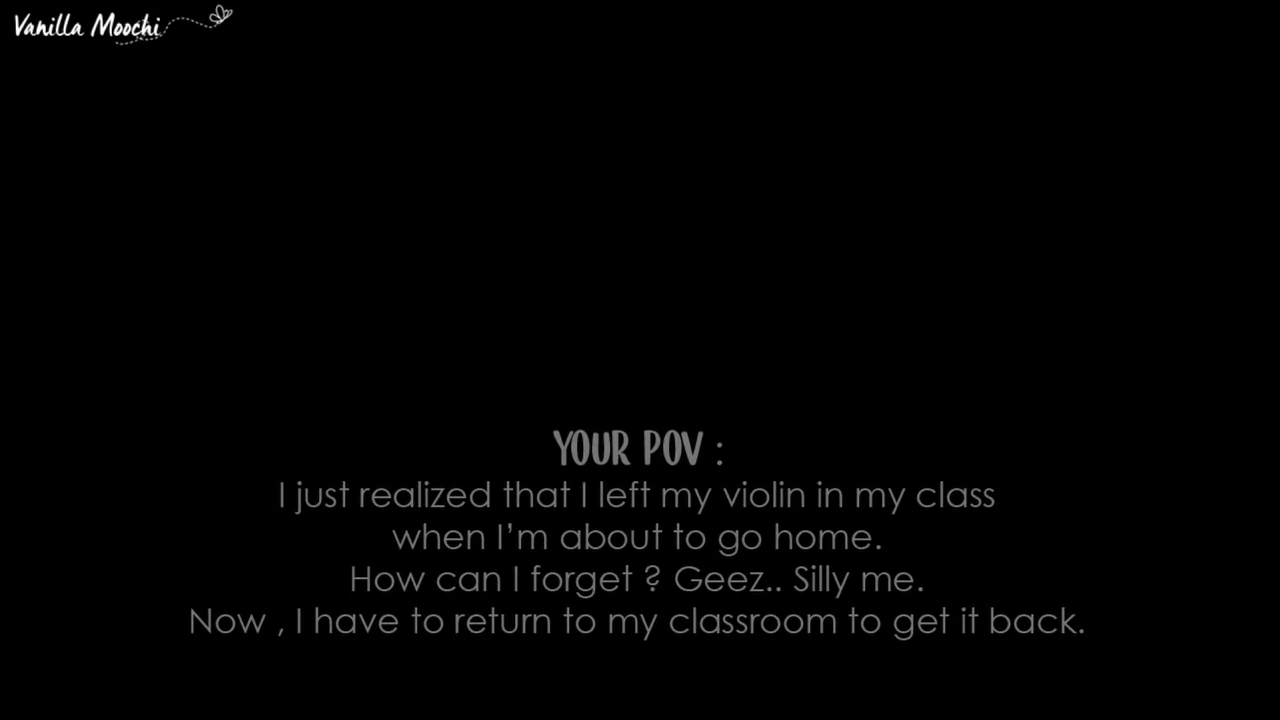 Vanilla Moochi
YOUR POV :
I just realized that I left my violin in my class
when I’m about to go home.
How can I forget ? Geez.. Silly me.
Now , I have to return to my classroom to get it back.